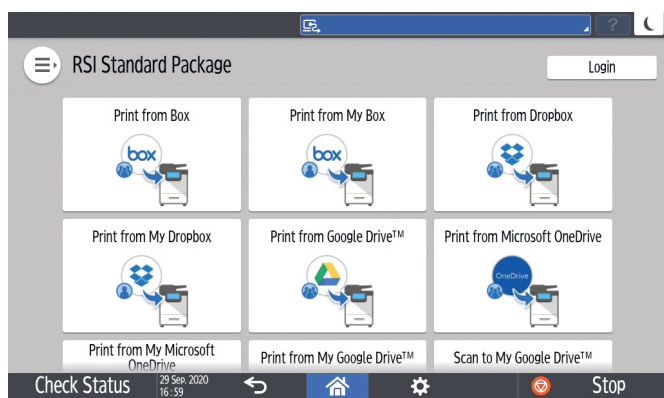 ?
RSI Standard Package
Login
Print from Box
Print from My Box
Print from Dropbox
box
box
Print from My Dropbox
Print from Google Drive™
Print from Microsoft OneDrive
OneDrive
Print from My Microsoft
OneDrive
Print from My Google Drive™
Scan to My Google Drive™
Check Status
29 Sep. 2020
16:59
Stop